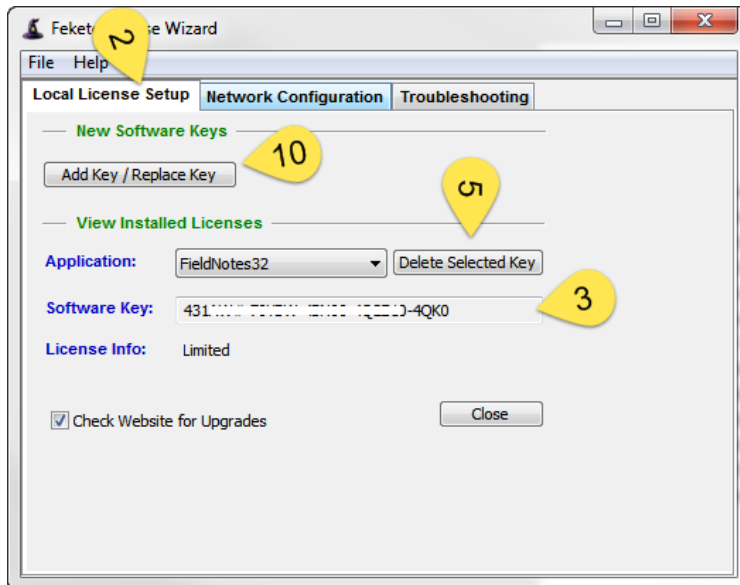 Feket se Wizard
2
File Help
Local License Setup Network Configuration Troubleshooting
New Software Keys
10
Add Key / Replace Key
5
View Installed Licenses
Application: FieldNotes32 Delete Selected Key
Software Key: 431 -4QK0
3
License Info: Limited
Check Website for Upgrades
Close